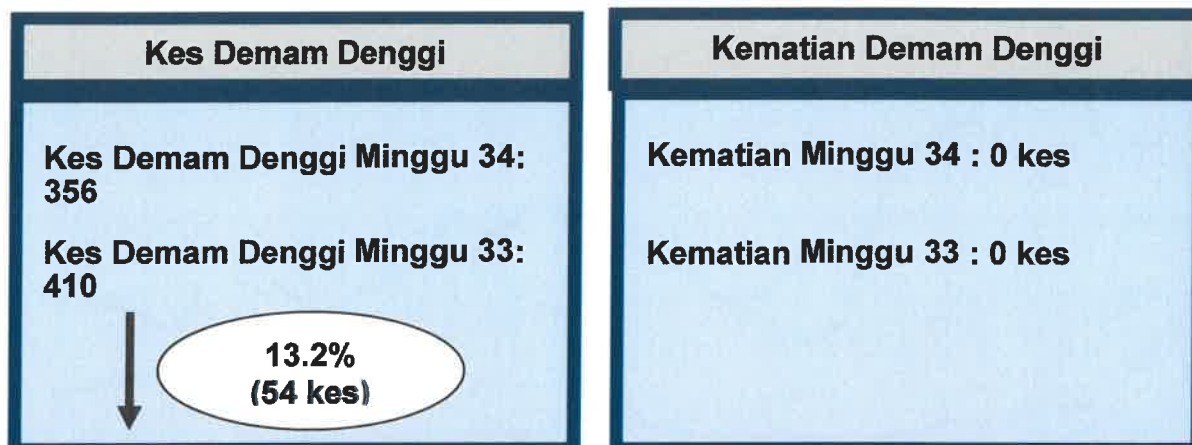 Kes Demam Denggi
Kes Demam Denggi Minggu 34:
356
Kes Demam Denggi Minggu 33:
410
13.2%
(54 kes)
Kematian Demam Denggi
Kematian Minggu 34 : 0 kes
Kematian Minggu 33 : 0 kes